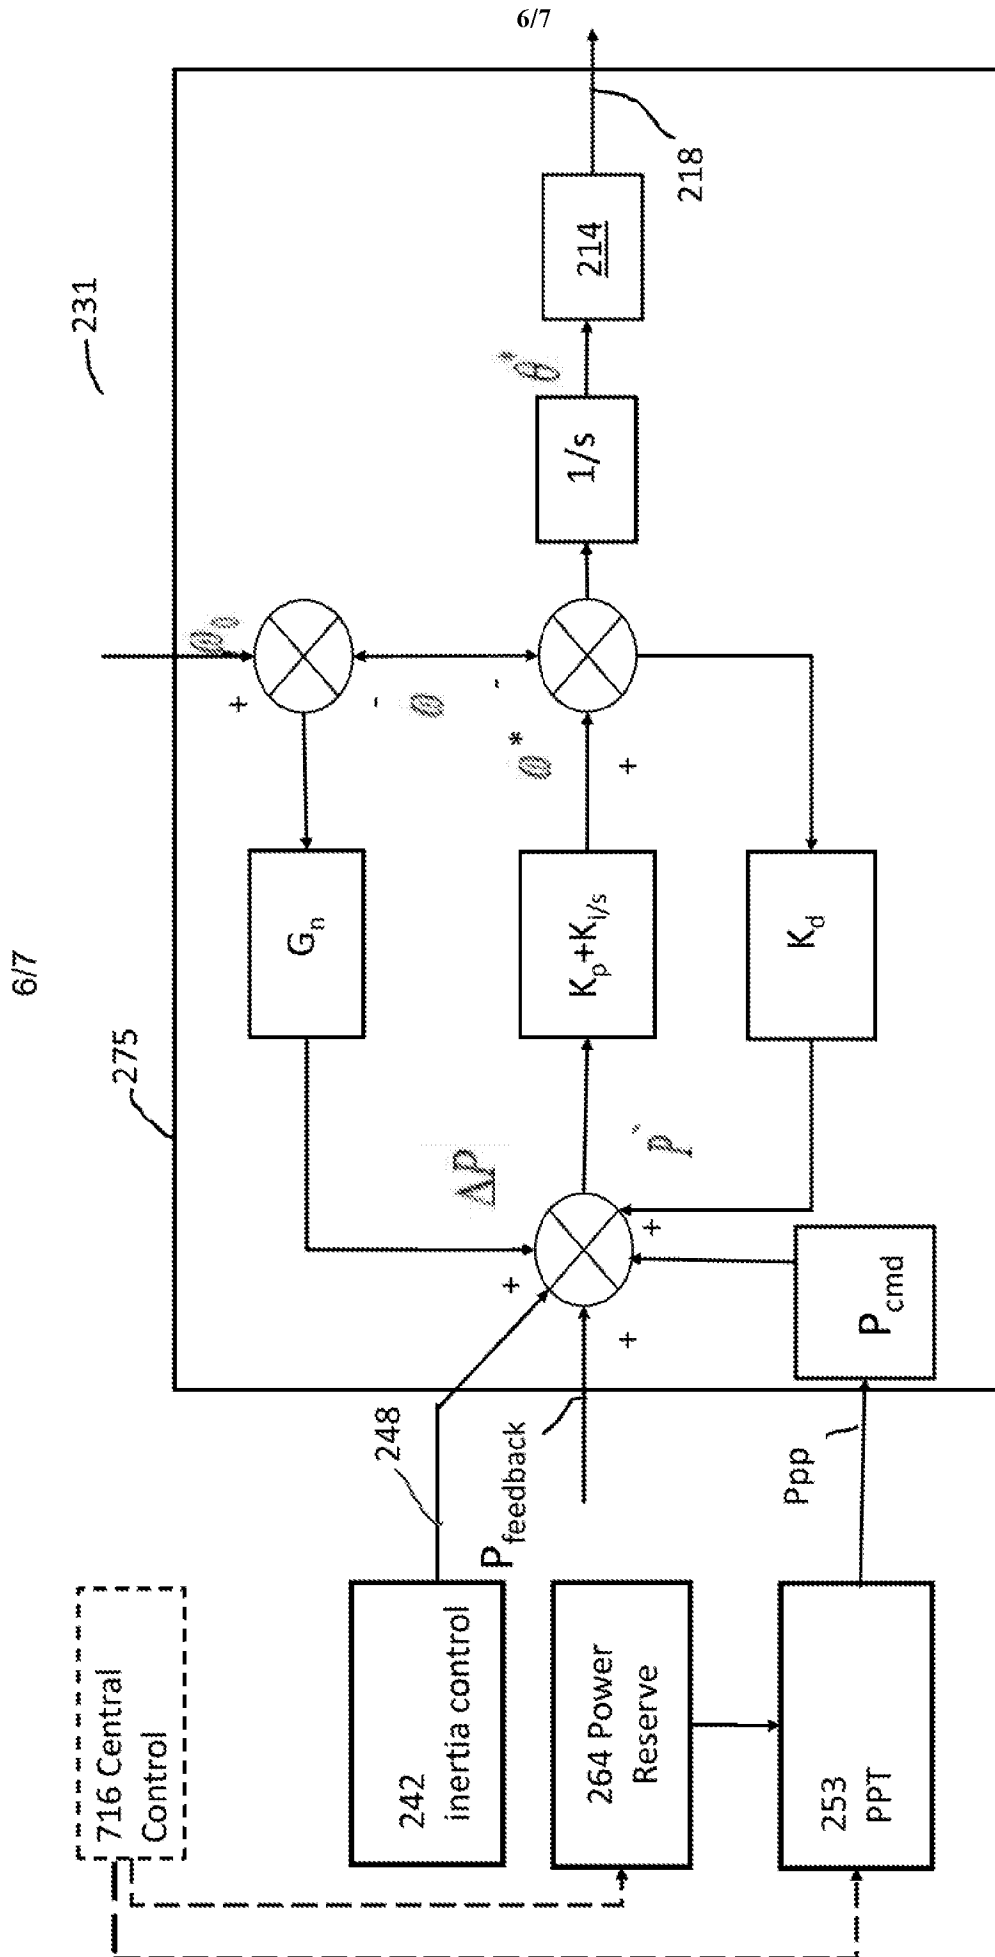 6/7
6/7
231
275
218
214
1/s
G_n
K_p+K_i/s
K_d
θ*
θ
ΔP
+
-
-
+
+
+
+
P_cmd
248
P_feedback
Ppp
716 Central
Control
242
inertia control
264 Power
Reserve
253
PPT